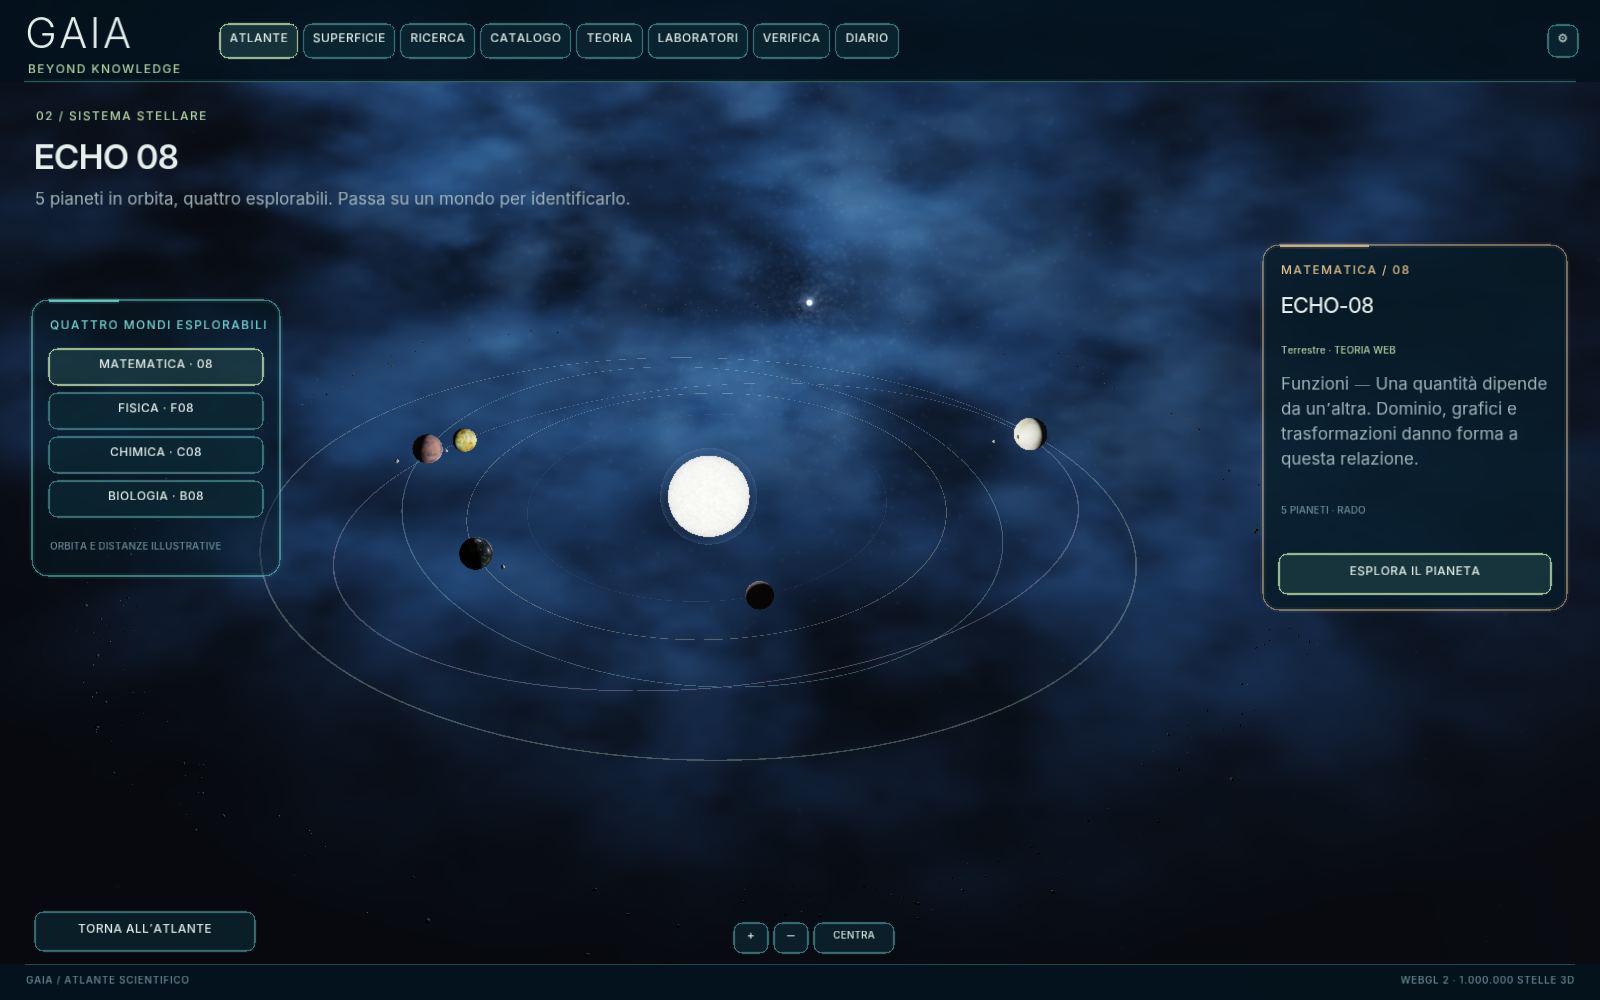 GAIA
BEYOND KNOWLEDGE
ATLANTE
SUPERFICIE
RICERCA
CATALOGO
TEORIA
LABORATORI
VERIFICA
DIARIO
02 / SISTEMA STELLARE
ECHO 08
5 pianeti in orbita, quattro esplorabili. Passa su un mondo per identificarlo.
QUATTRO MONDI ESPLORABILI
MATEMATICA · 08
FISICA · F08
CHIMICA · C08
BIOLOGIA · B08
ORBITA E DISTANZE ILLUSTRATIVE
MATEMATICA / 08
ECHO-08
Terrestre · TEORIA WEB
Funzioni — Una quantità dipende
da un’altra. Dominio, grafici e
trasformazioni danno forma a
questa relazione.
5 PIANETI · RADO
ESPLORA IL PIANETA
TORNA ALL’ATLANTE
+
−
CENTRA
GAIA / ATLANTE SCIENTIFICO
WEBGL 2 · 1.000.000 STELLE 3D